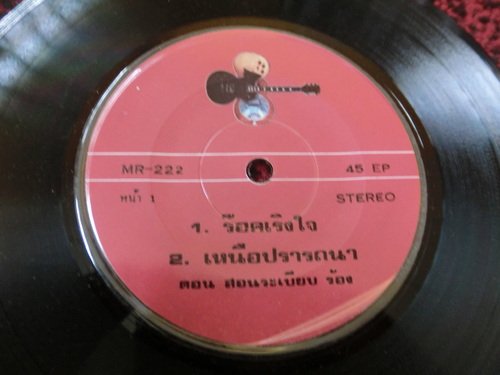 MR-222 45 EP
หน้า 1 STEREO
1. ร๊อคเริงใจ
2. เหนือปรารถนา
ตอน สอนระเบียบ ร้อง